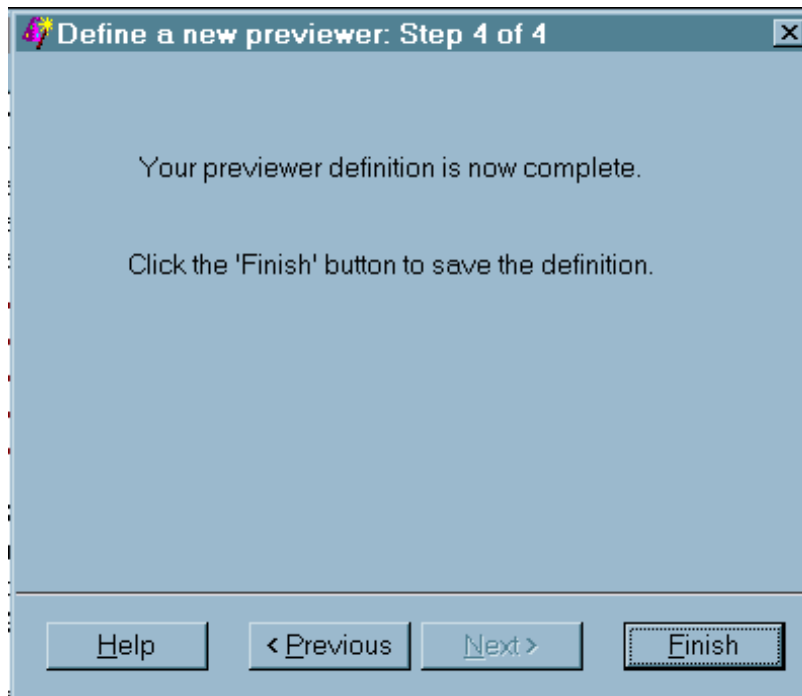 Define a new previewer: Step 4 of 4
Your previewer definition is now complete.
Click the 'Finish' button to save the definition.
Help
< Previous
Next >
Finish